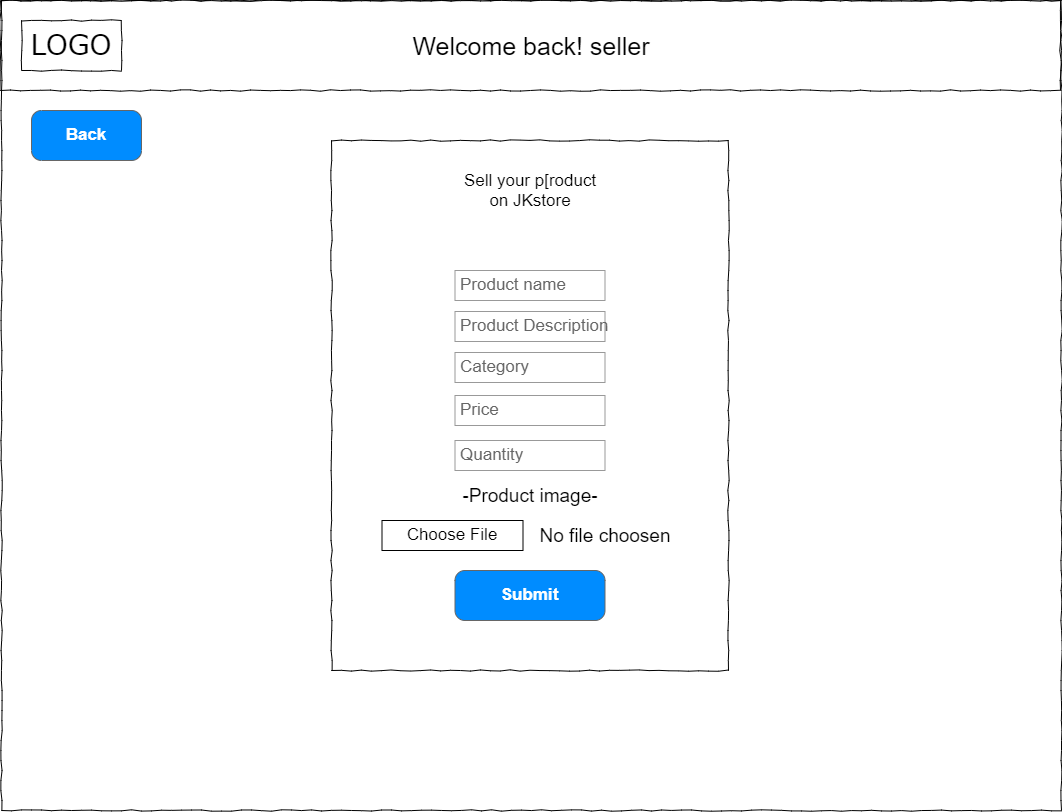 LOGO
Welcome back! seller
Back
Sell your p[roduct
on JKstore
Product name
Product Description
Category
Price
Quantity
-Product image-
Choose File
No file choosen
Submit